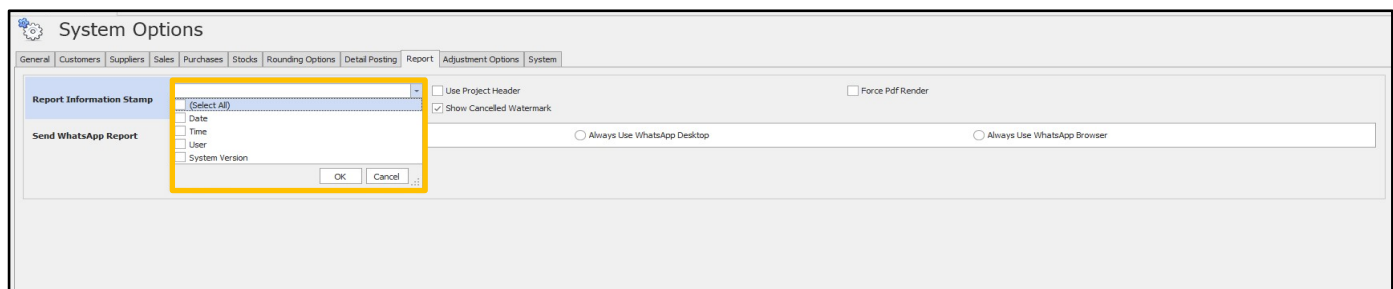 System Options
General Customers Suppliers Sales Purchases Stocks Rounding Options Detail Posting Report Adjustment Options System
Report Information Stamp
(Select All)
Date
Time
User
System Version
OK Cancel
Use Project Header Force Pdf Render
Show Cancelled Watermark
Send WhatsApp Report Always Use WhatsApp Desktop Always Use WhatsApp Browser